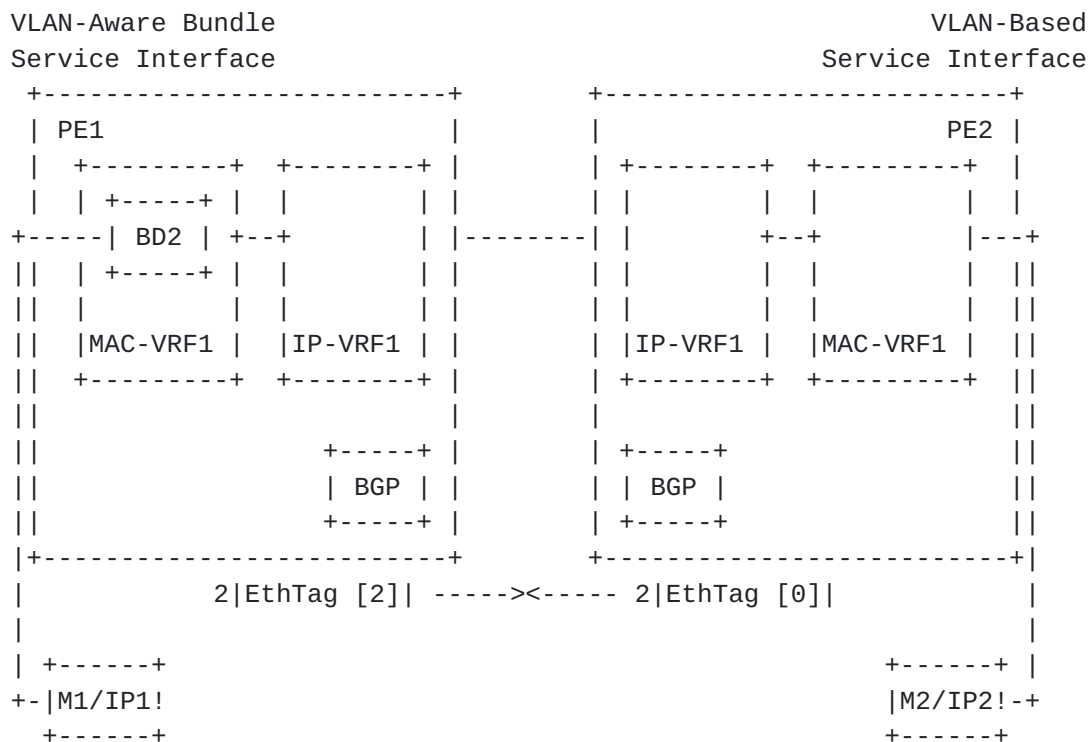 VLAN-Aware Bundle VLAN-Based
Service Interface Service Interface
PE1 PE2
BD2
MAC-VRF1 IP-VRF1 IP-VRF1 MAC-VRF1
BGP BGP
2|EthTag [2]| -----><----- 2|EthTag [0]|
M1/IP1! M2/IP2!